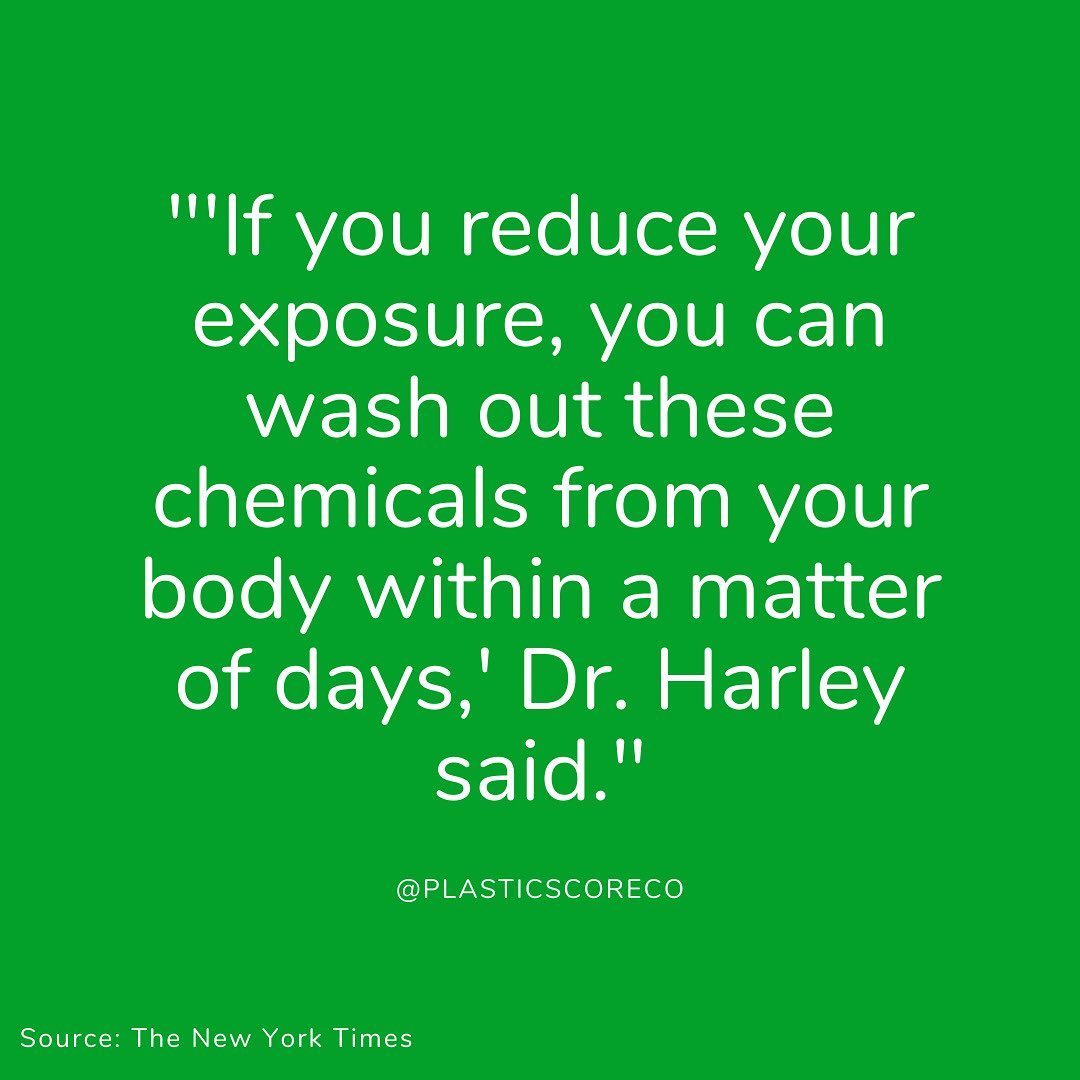 "'If you reduce your
exposure, you can
wash out these
chemicals from your
body within a matter
of days,' Dr. Harley
said."
@PLASTICSCORECO
Source: The New York Times